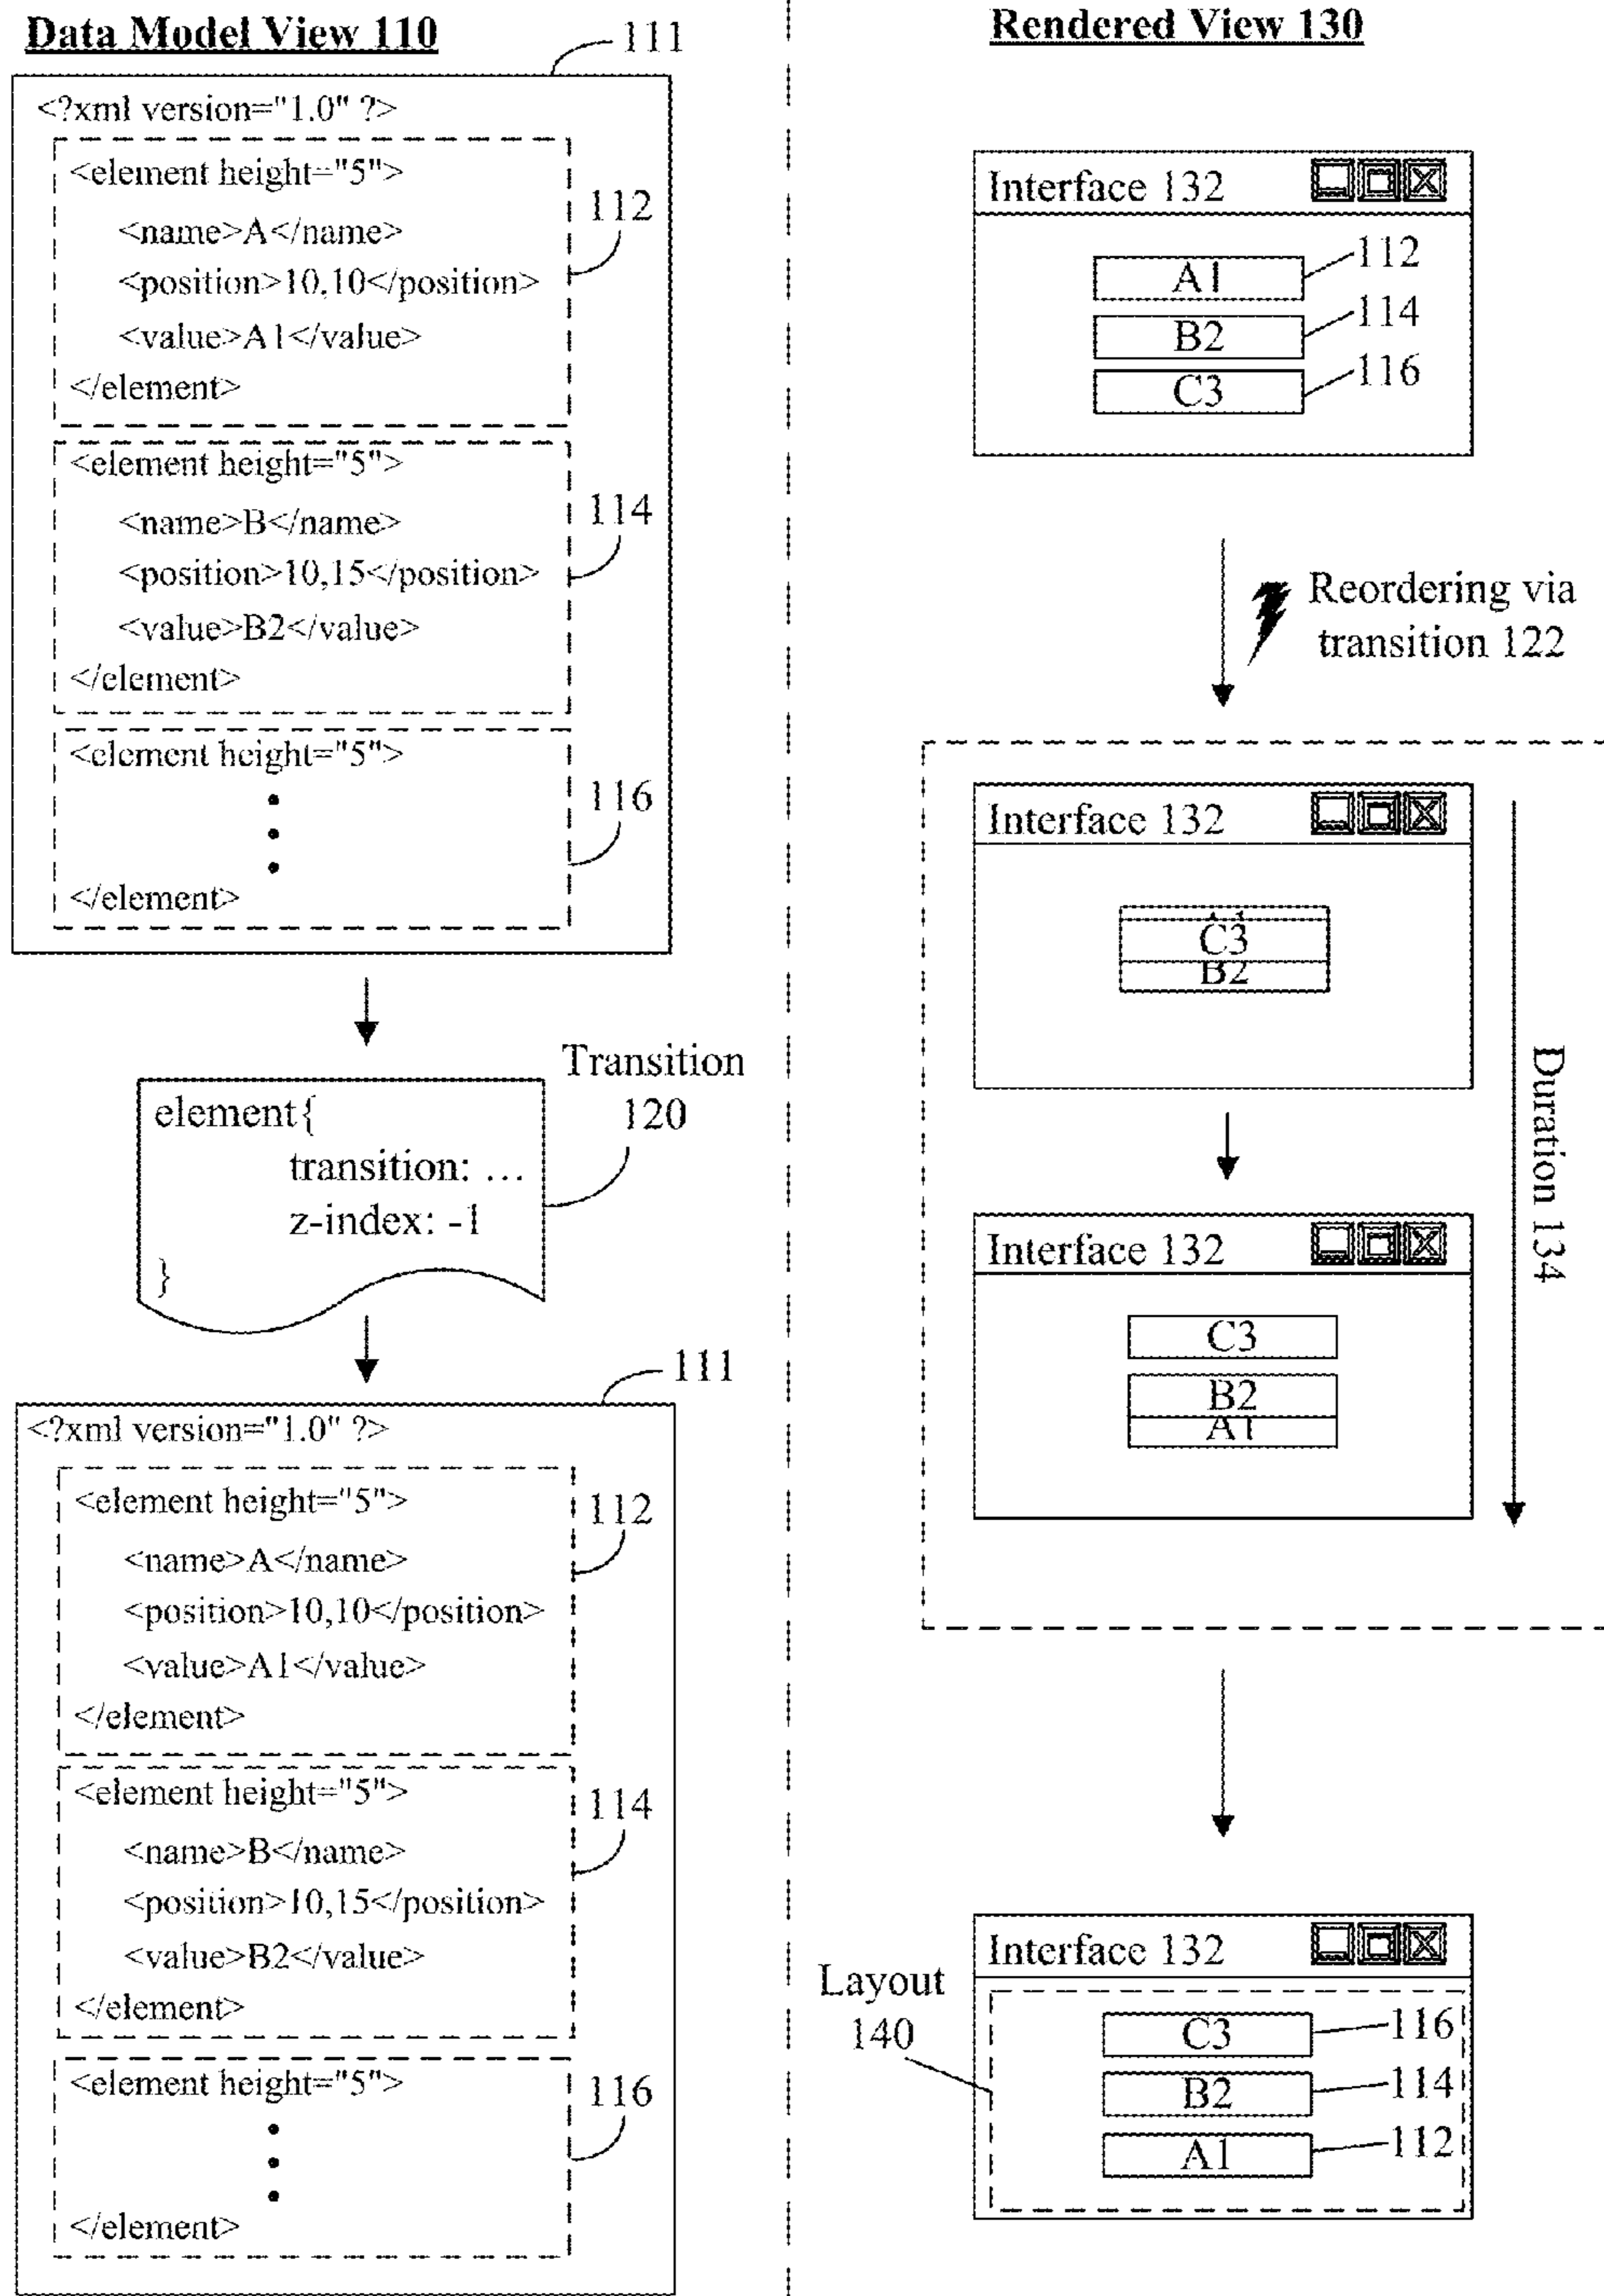 Data Model View 110
111
<?xml version="1.0" ?>
<element height="5">
<name>A</name>
<position>10,10</position>
<value>A1</value>
</element>
112
<element height="5">
<name>B</name>
<position>10,15</position>
<value>B2</value>
</element>
114
<element height="5">
</element>
116
Transition
120
element{
transition: ...
z-index: -1
}
111
<?xml version="1.0" ?>
<element height="5">
<name>A</name>
<position>10,10</position>
<value>A1</value>
</element>
112
<element height="5">
<name>B</name>
<position>10,15</position>
<value>B2</value>
</element>
114
<element height="5">
</element>
116
Rendered View 130
Interface 132
A1
112
B2
114
C3
116
Reordering via
transition 122
Interface 132
A1
C3
B2
Duration 134
Interface 132
C3
B2
A1
Layout
140
Interface 132
C3
116
B2
114
A1
112